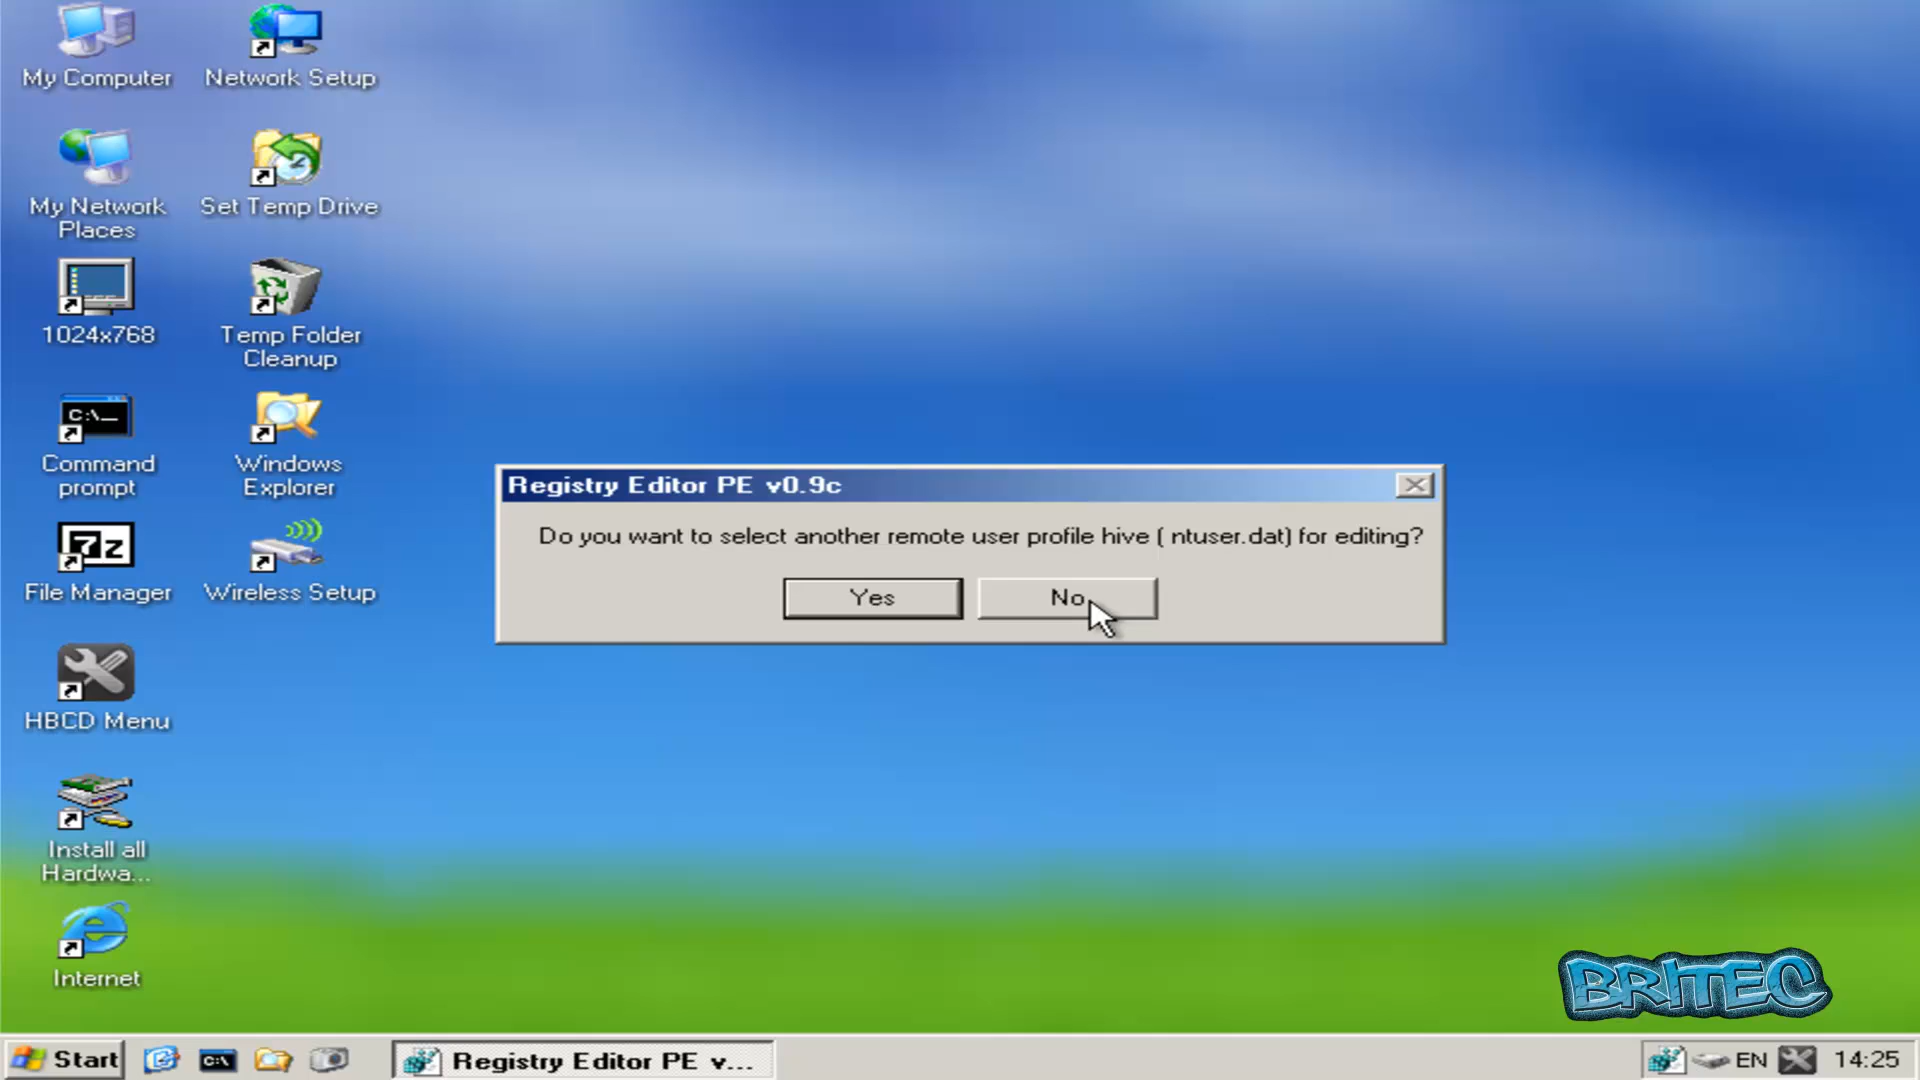 My Computer
Network Setup
My Network
Places
Set Temp Drive
1024x768
Temp Folder
Cleanup
C:\_
Command
prompt
Windows
Explorer
7z
File Manager
Wireless Setup
HBCD Menu
Install all
Hardwa...
Internet
Registry Editor PE v0.9c
Do you want to select another remote user profile hive ( ntuser.dat) for editing?
Yes
No
BRITEC
Start
C:\
Registry Editor PE v...
EN
14:25